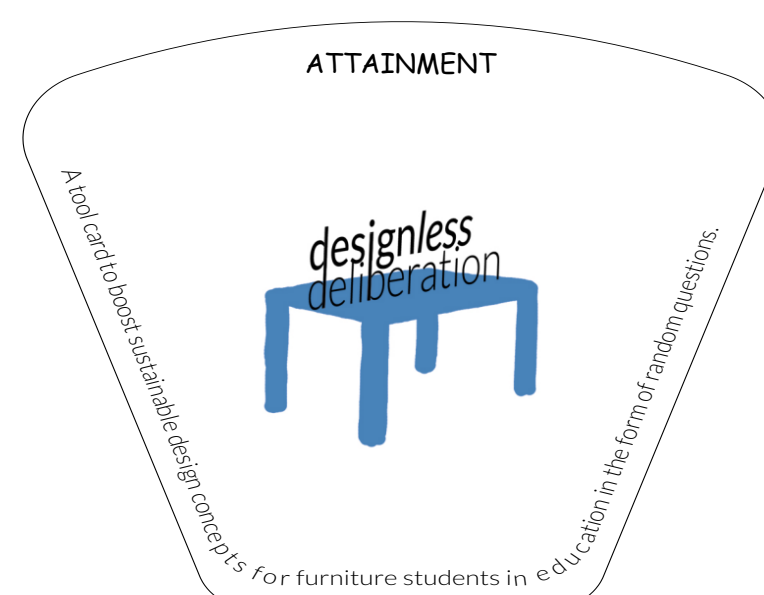 ATTAINMENT
designless
deliberation
A tool card to boost sustainable design concepts for furniture students in education in the form of random questions.